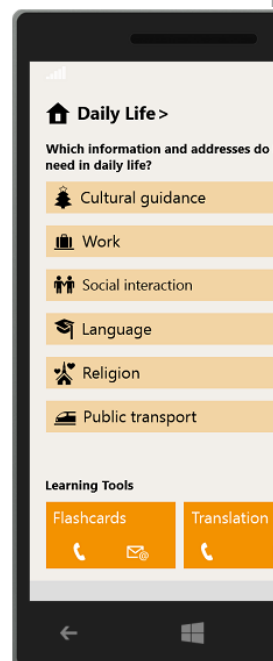 Daily Life >
Which information and addresses do
need in daily life?
Cultural guidance
Work
Social interaction
Language
Religion
Public transport
Learning Tools
Flashcards
Translation